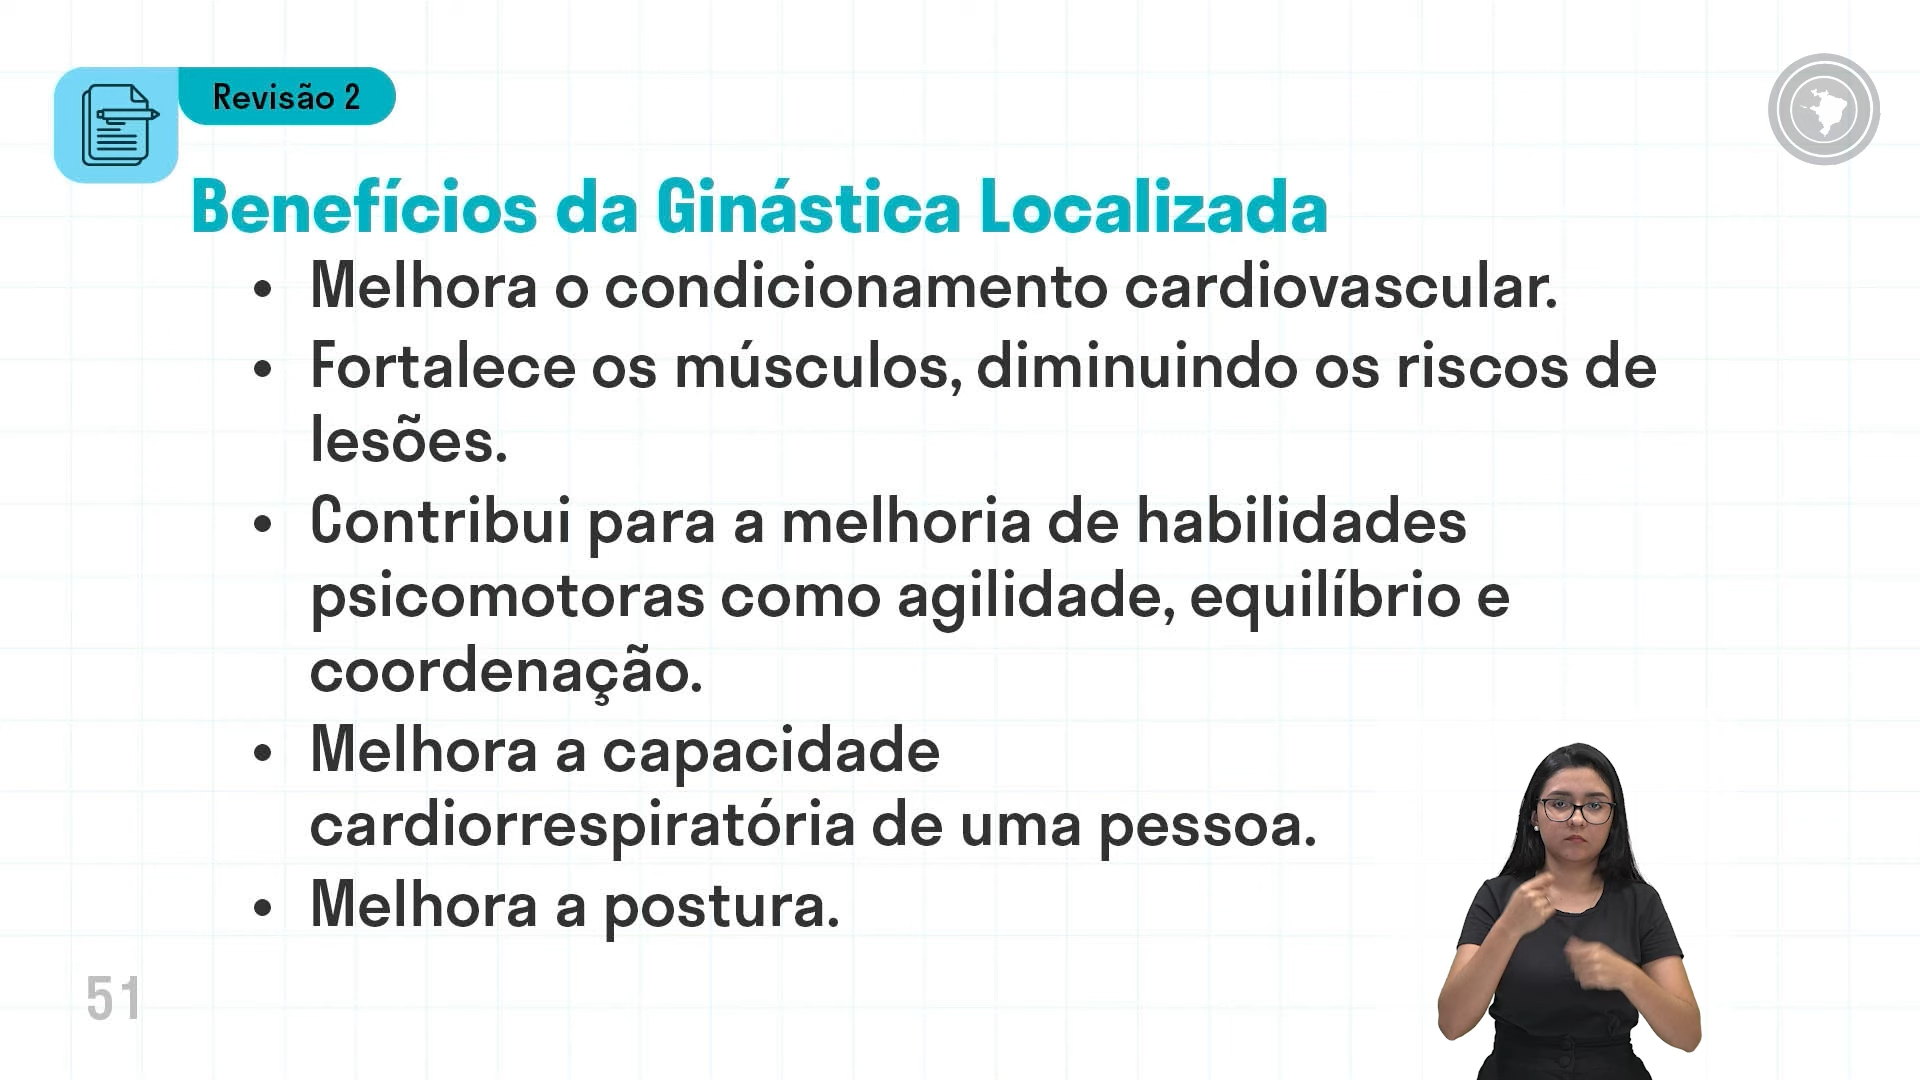 Revisão 2
Benefícios da Ginástica Localizada
• Melhora o condicionamento cardiovascular.
• Fortalece os músculos, diminuindo os riscos de
lesões.
• Contribui para a melhoria de habilidades
psicomotoras como agilidade, equilíbrio e
coordenação.
• Melhora a capacidade
cardiorrespiratória de uma pessoa.
• Melhora a postura.
51